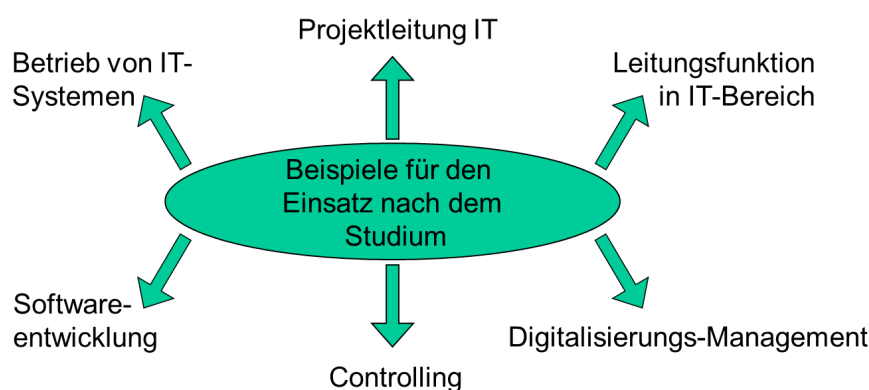 Projektleitung IT
Betrieb von IT-
Systemen
Leitungsfunktion
in IT-Bereich
Beispiele für den
Einsatz nach dem
Studium
Software-
entwicklung
Digitalisierungs-Management
Controlling